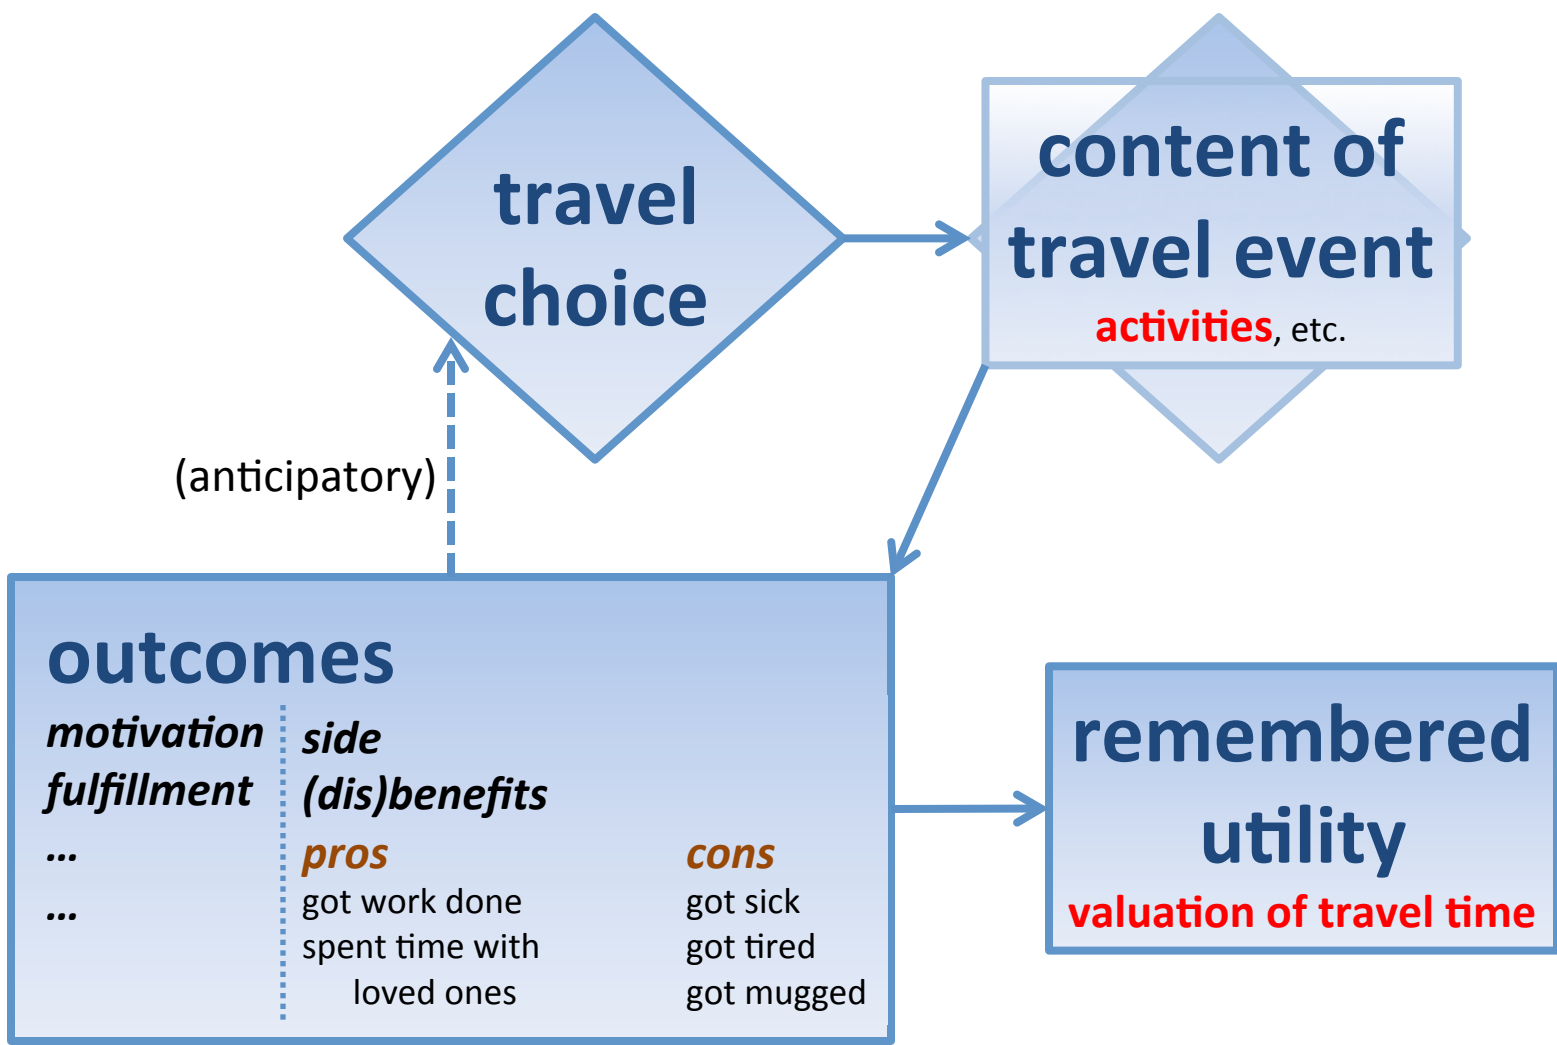 travel
choice
content of
travel event
activities, etc.
(anticipatory)
outcomes
motivation
fulfillment
...
...
side
(dis)benefits
pros
got work done
spent time with
loved ones
cons
got sick
got tired
got mugged
remembered
utility
valuation of travel time